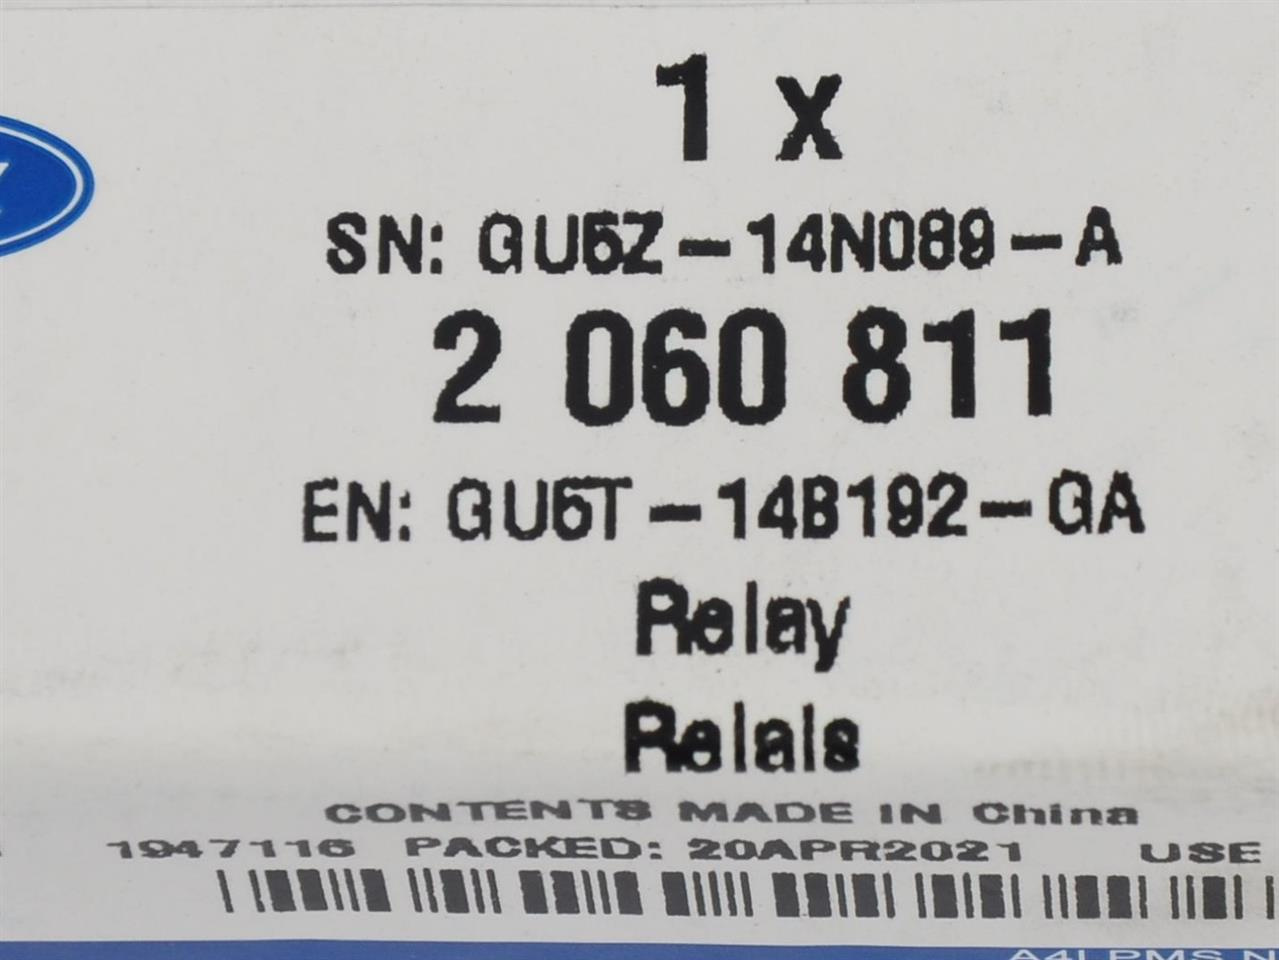 1 x
SN: GU5Z-14N089-A
2 060 811
EN: GU5T-14B192-GA
Relay
Relais
CONTENTS MADE IN China
1947116 PACKED: 20APR2021 USE
A4LPMS N